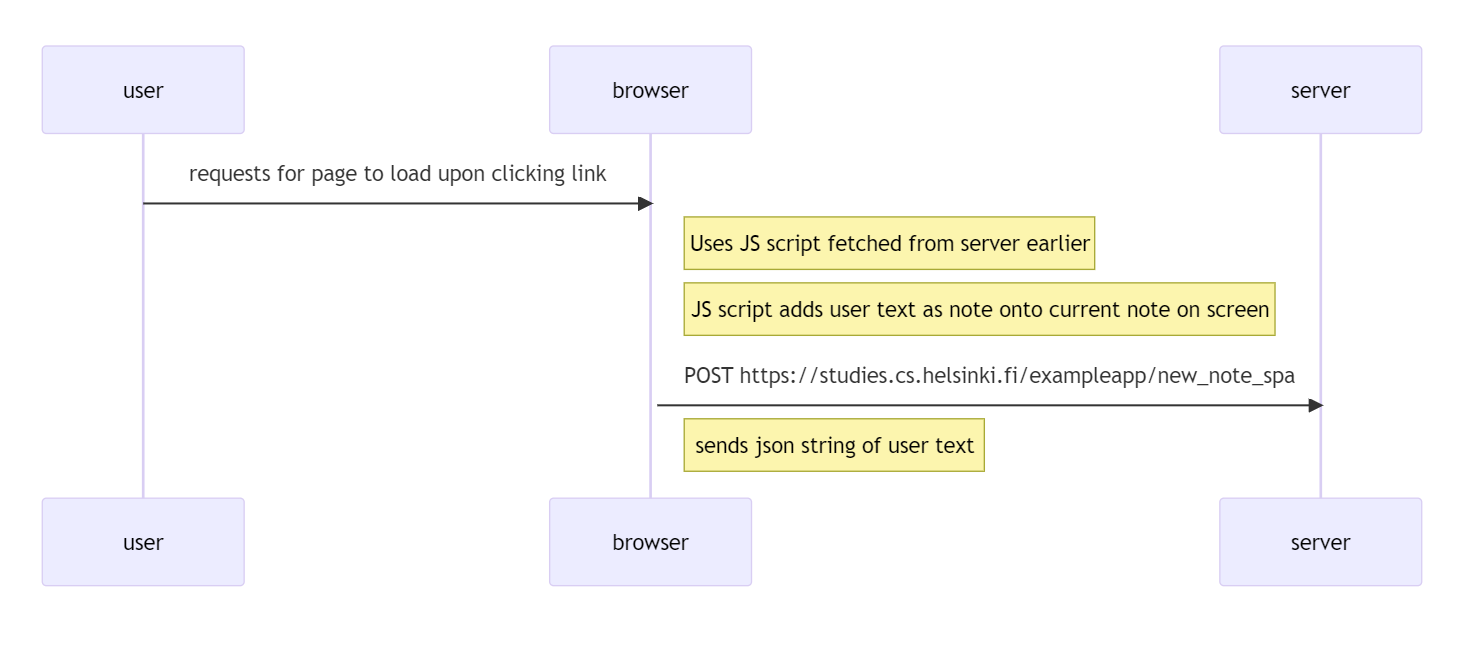 user
browser
server
requests for page to load upon clicking link
Uses JS script fetched from server earlier
JS script adds user text as note onto current note on screen
POST https://studies.cs.helsinki.fi/exampleapp/new_note_spa
sends json string of user text
user
browser
server